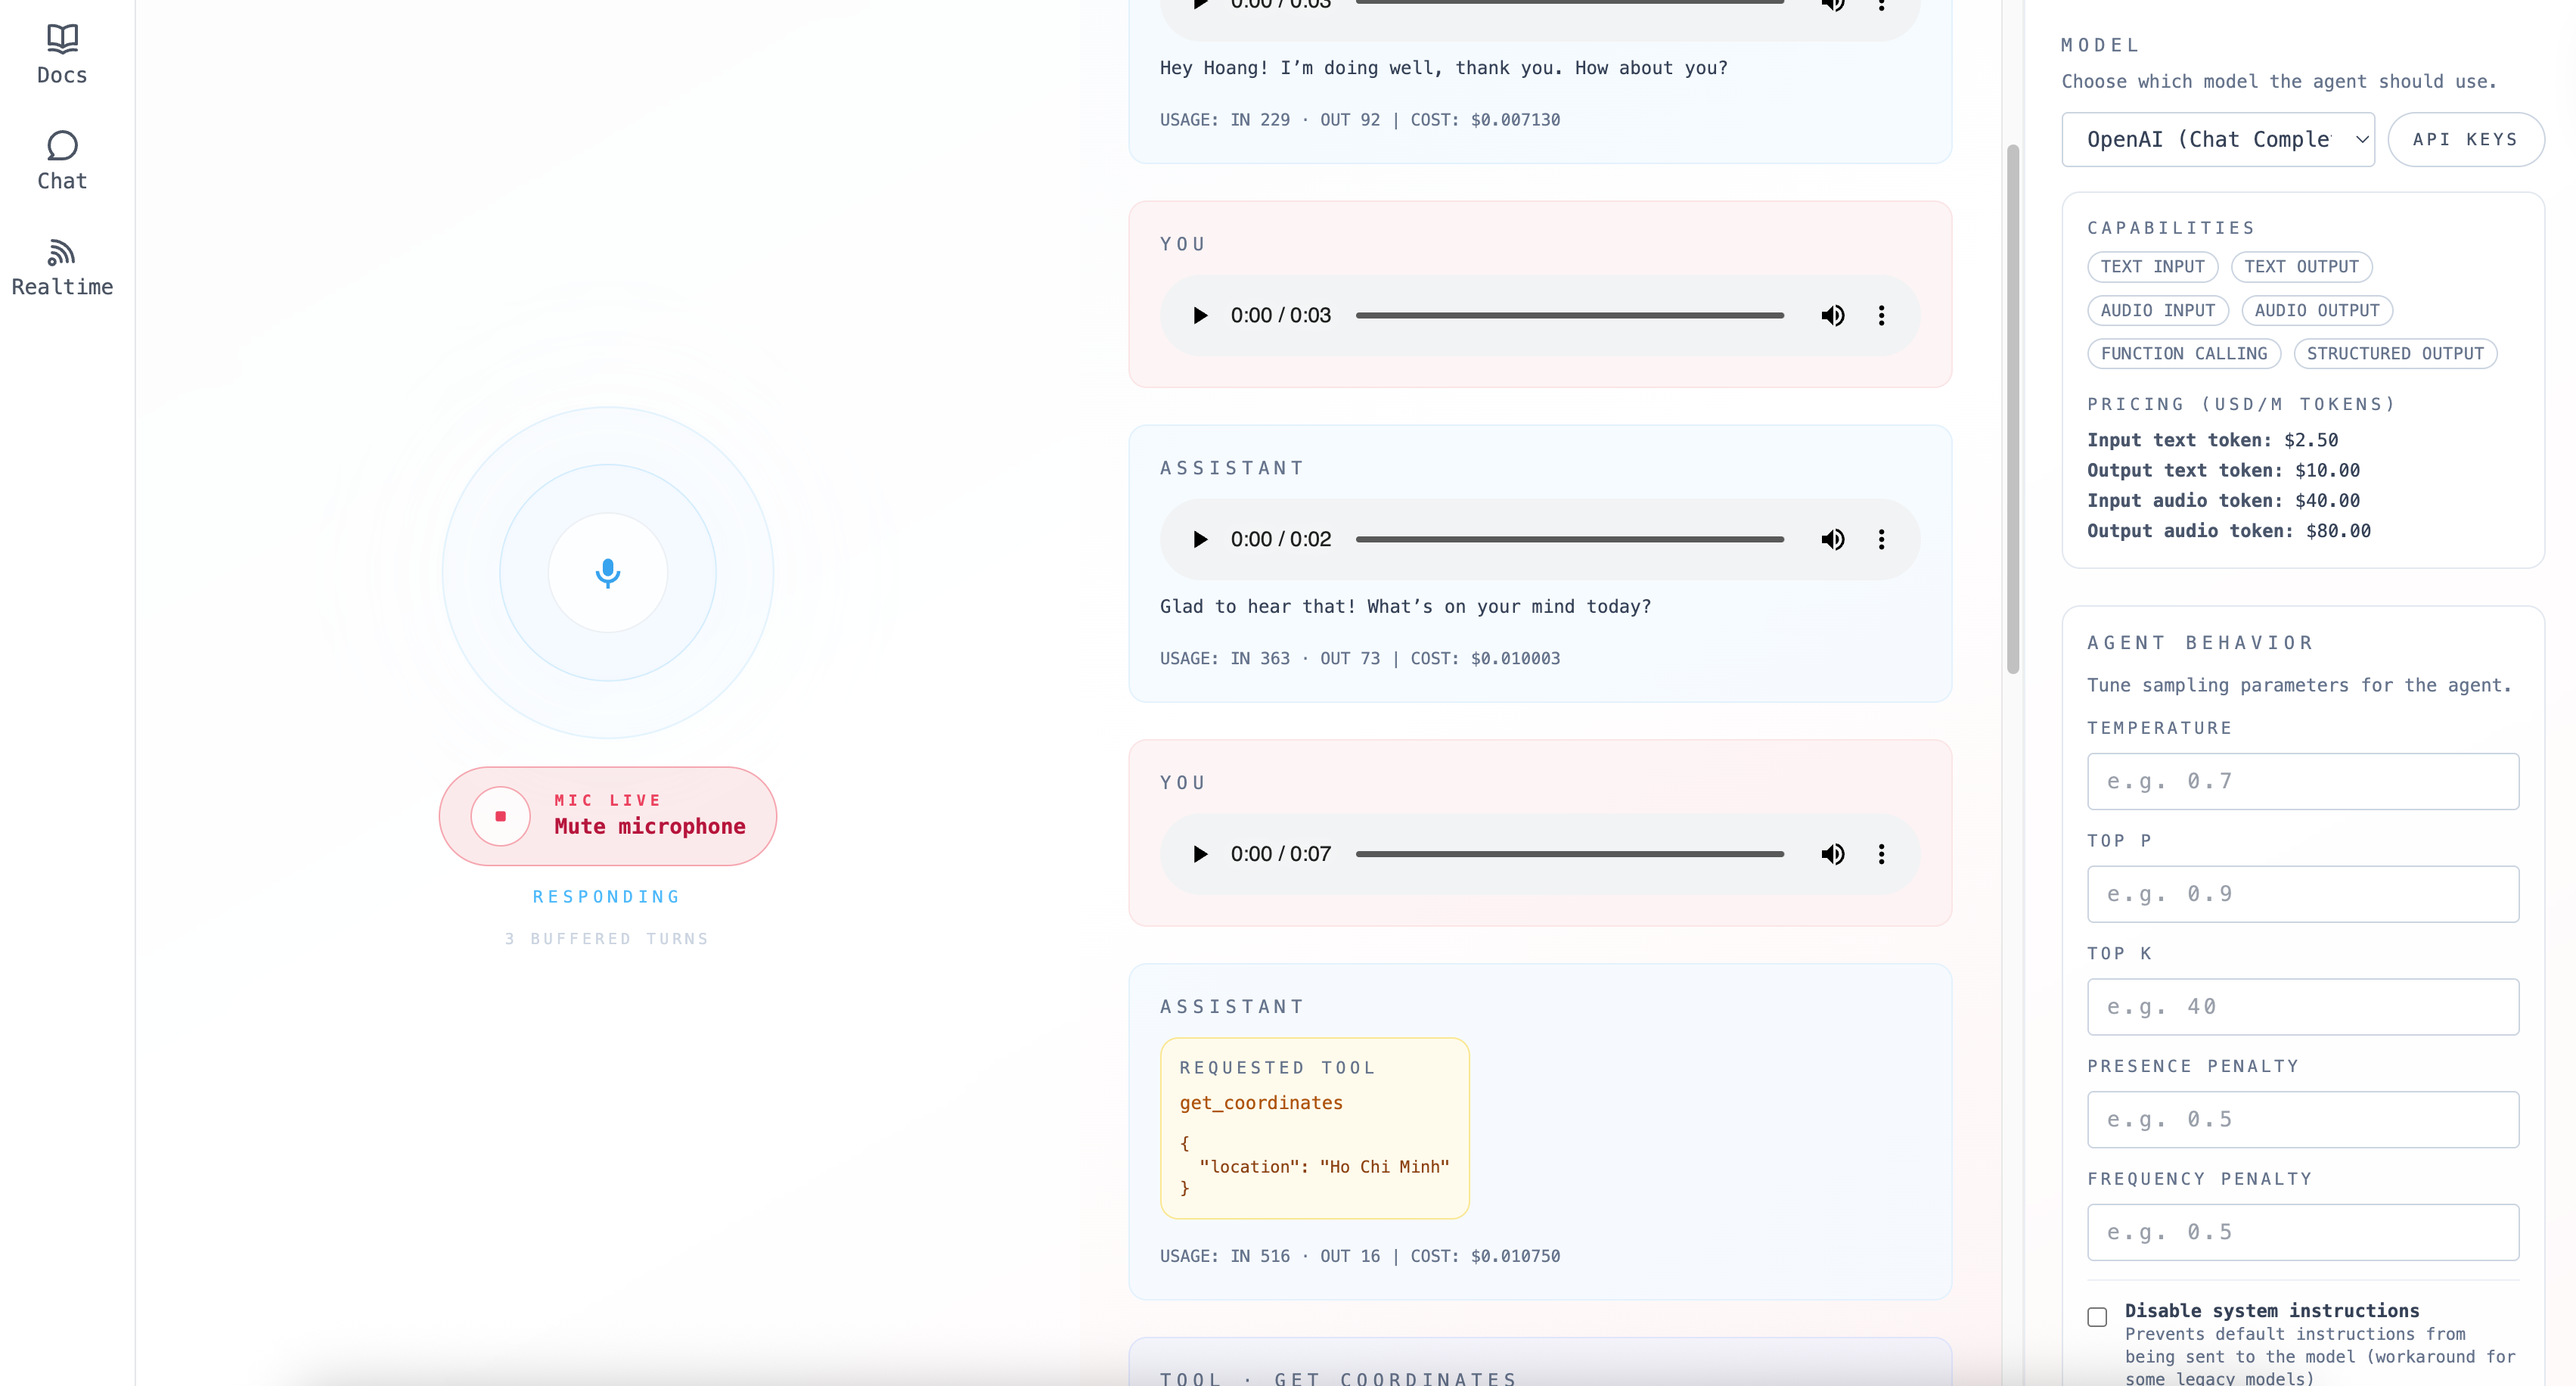 Docs
Chat
Realtime
MIC LIVE
Mute microphone
RESPONDING
3 BUFFERED TURNS
0:00 / 0:03
Hey Hoang! I’m doing well, thank you. How about you?
USAGE: IN 229 · OUT 92 | COST: $0.007130
YOU
0:00 / 0:03
ASSISTANT
0:00 / 0:02
Glad to hear that! What’s on your mind today?
USAGE: IN 363 · OUT 73 | COST: $0.010003
YOU
0:00 / 0:07
ASSISTANT
REQUESTED TOOL
get_coordinates
{
"location": "Ho Chi Minh"
}
USAGE: IN 516 · OUT 16 | COST: $0.010750
TOOL · GET COORDINATES
MODEL
Choose which model the agent should use.
OpenAI (Chat Comple
API KEYS
CAPABILITIES
TEXT INPUT TEXT OUTPUT
AUDIO INPUT AUDIO OUTPUT
FUNCTION CALLING STRUCTURED OUTPUT
PRICING (USD/M TOKENS)
Input text token: $2.50
Output text token: $10.00
Input audio token: $40.00
Output audio token: $80.00
AGENT BEHAVIOR
Tune sampling parameters for the agent.
TEMPERATURE
e.g. 0.7
TOP P
e.g. 0.9
TOP K
e.g. 40
PRESENCE PENALTY
e.g. 0.5
FREQUENCY PENALTY
e.g. 0.5
Disable system instructions
Prevents default instructions from
being sent to the model (workaround for
some legacy models)